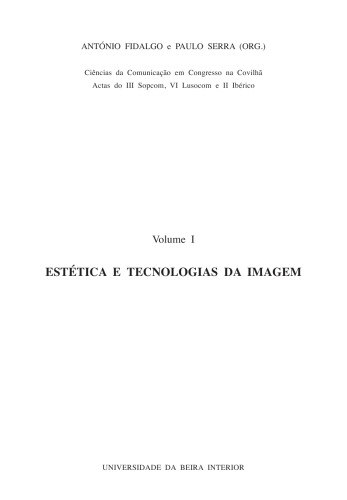 ANTÓNIO FIDALGO e PAULO SERRA (ORG.)
Ciências da Comunicação em Congresso na Covilhã
Actas do III Sopcom, VI Lusocom e II Ibérico
Volume I
ESTÉTICA E TECNOLOGIAS DA IMAGEM
UNIVERSIDADE DA BEIRA INTERIOR